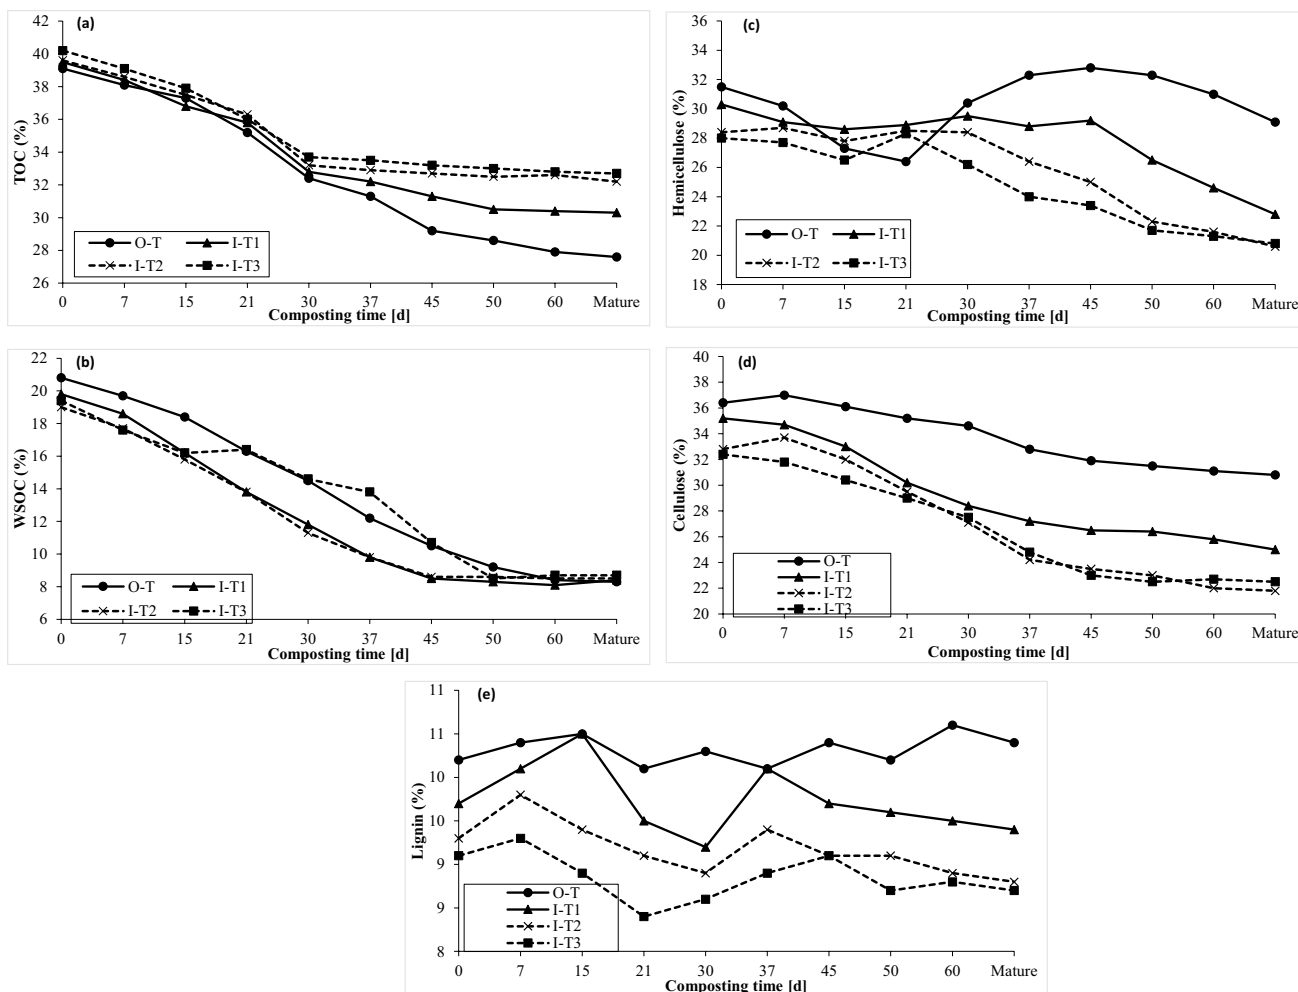 (a)
TOC (%)
42
40
38
36
34
32
30
28
26
O-T I-T1
I-T2 I-T3
0 7 15 21 30 37 45 50 60 Mature
Composting time [d]
(c)
Hemicellulose (%)
36
34
32
30
28
26
24
22
20
18
O-T I-T1
I-T2 I-T3
0 7 15 21 30 37 45 50 60 Mature
Composting time [d]
(b)
WSOC (%)
22
20
18
16
14
12
10
8
6
O-T I-T1
I-T2 I-T3
0 7 15 21 30 37 45 50 60 Mature
Composting time [d]
(d)
Cellulose (%)
40
38
36
34
32
30
28
26
24
22
20
O-T
I-T1
I-T2
I-T3
0 7 15 21 30 37 45 50 60 Mature
Composting time [d]
(e)
Lignin (%)
11
11
10
10
9
9
8
O-T
I-T1
I-T2
I-T3
0 7 15 21 30 37 45 50 60 Mature
Composting time [d]